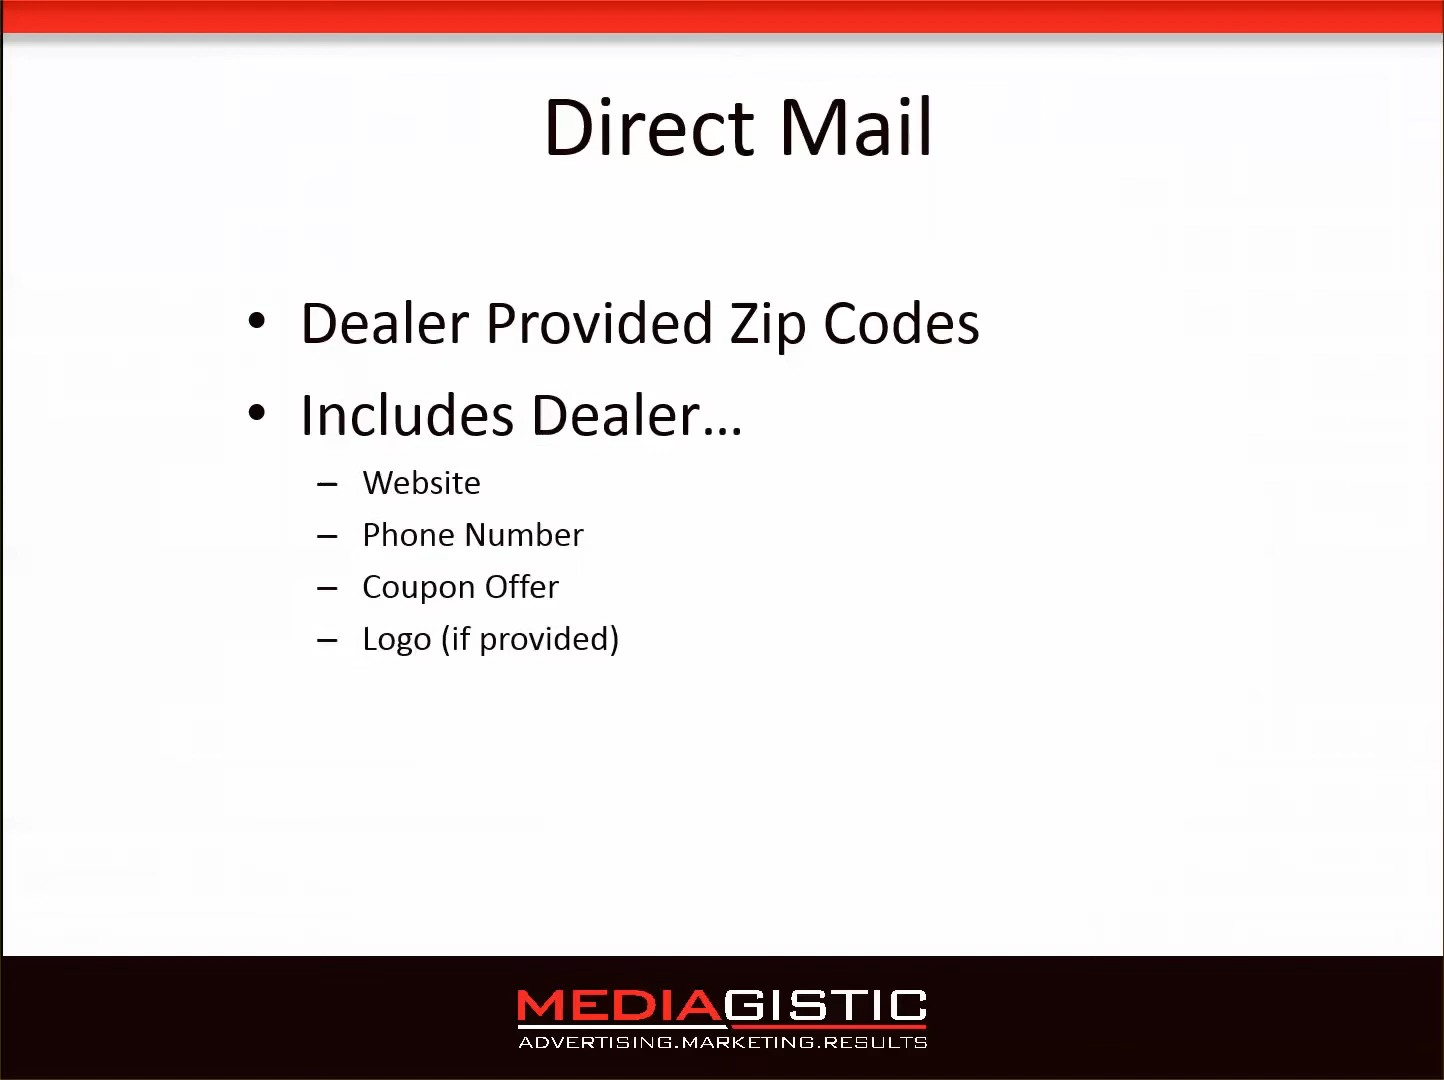 Direct Mail
• Dealer Provided Zip Codes
• Includes Dealer...
– Website
– Phone Number
– Coupon Offer
– Logo (if provided)
MEDIAGISTIC
ADVERTISING.MARKETING.RESULTS